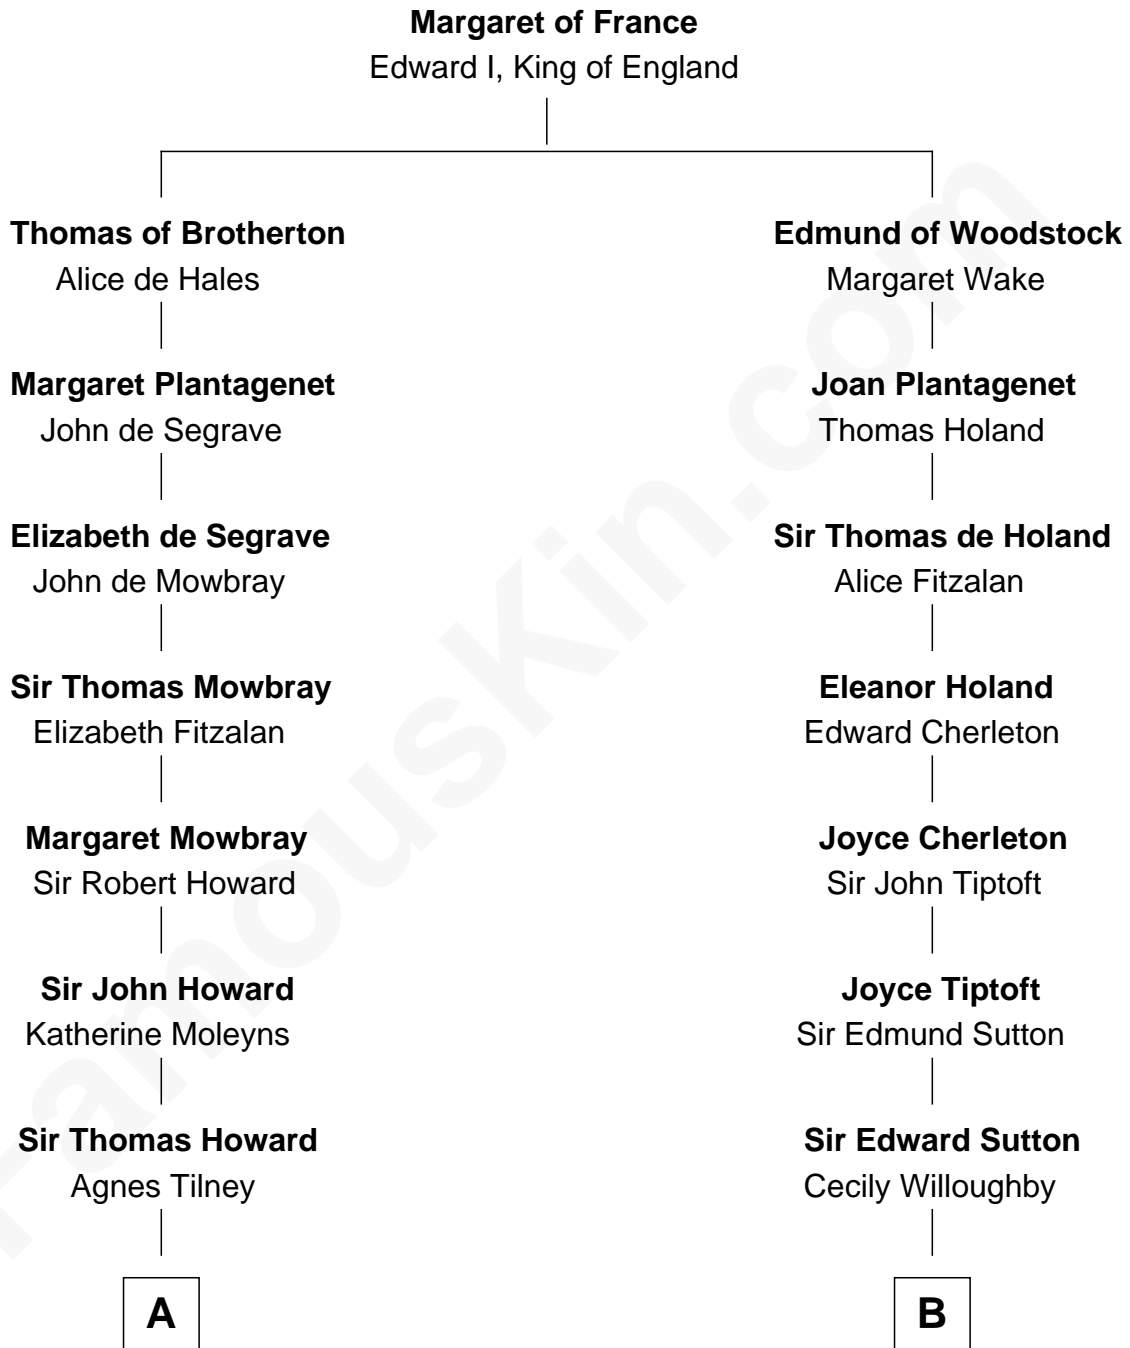 Margaret of France
Edward I, King of England
Thomas of Brotherton
Alice de Hales
Edmund of Woodstock
Margaret Wake
Margaret Plantagenet
John de Segrave
Joan Plantagenet
Thomas Holand
Elizabeth de Segrave
John de Mowbray
Sir Thomas de Holand
Alice Fitzalan
Sir Thomas Mowbray
Elizabeth Fitzalan
Eleanor Holand
Edward Cherleton
Margaret Mowbray
Sir Robert Howard
Joyce Cherleton
Sir John Tiptoft
Sir John Howard
Katherine Moleyns
Joyce Tiptoft
Sir Edmund Sutton
Sir Thomas Howard
Agnes Tilney
Sir Edward Sutton
Cecily Willoughby
A
B
FamousKin.com